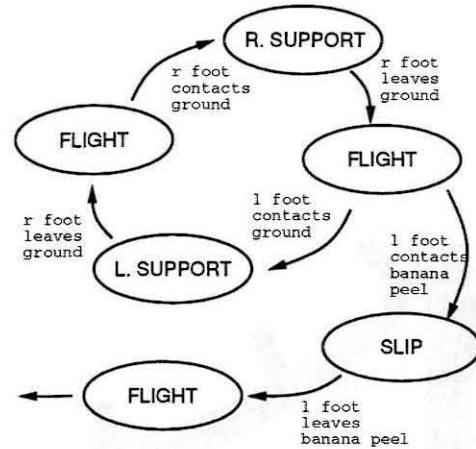 R. SUPPORT
r foot
contacts
ground
r foot
leaves
ground
FLIGHT
FLIGHT
l foot
contacts
ground
r foot
leaves
ground
L. SUPPORT
l foot
contacts
banana
peel
SLIP
FLIGHT
l foot
leaves
banana peel